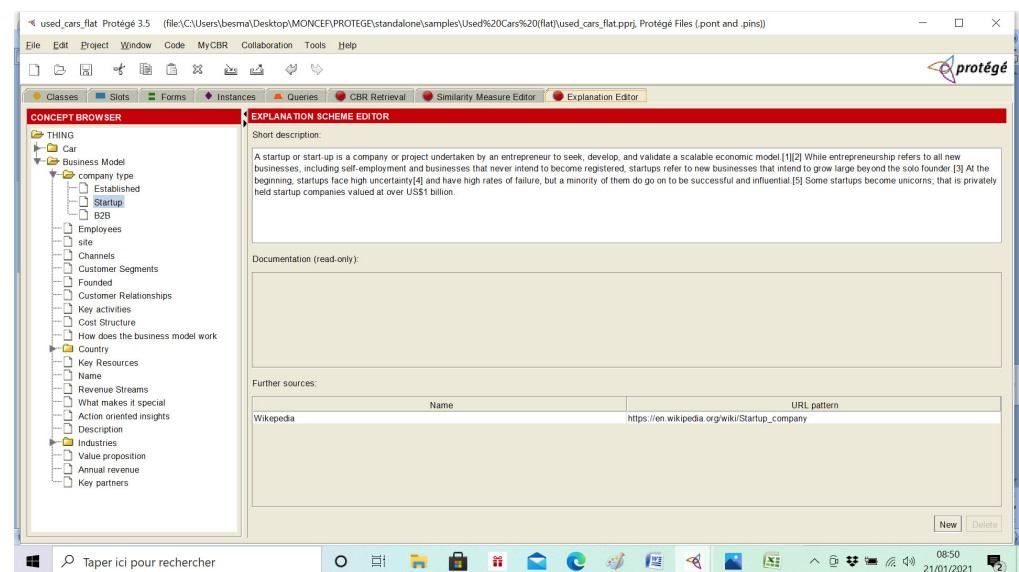 used_cars_flat Protégé 3.5 (file:\C:\Users\besma\Desktop\MONCEF\PROTEGE\standalone\samples\Used%20Cars%20(flat)\used_cars_flat.pprj, Protégé Files (.pont and .pins))
File Edit Project Window Code MyCBR Collaboration Tools Help
protégé
Classes Slots Forms Instances Queries CBR Retrieval Similarity Measure Editor Explanation Editor
CONCEPT BROWSER
THING
Car
Business Model
company type
Established
Startup
B2B
Employees
site
Channels
Customer Segments
Founded
Customer Relationships
Key activities
Cost Structure
How does the business model work
Country
Key Resources
Name
Revenue Streams
What makes it special
Action oriented insights
Description
Industries
Value proposition
Annual revenue
Key partners
EXPLANATION SCHEME EDITOR
Short description:
A startup or start-up is a company or project undertaken by an entrepreneur to seek, develop, and validate a scalable economic model.[1][2] While entrepreneurship refers to all new
businesses, including self-employment and businesses that never intend to become registered, startups refer to new businesses that intend to grow large beyond the solo founder.[3] At the
beginning, startups face high uncertainty[4] and have high rates of failure, but a minority of them do go on to be successful and influential.[5] Some startups become unicorns; that is privately
held startup companies valued at over US$1 billion.
Documentation (read-only):
Further sources:
Name URL pattern
Wikepedia https://en.wikipedia.org/wiki/Startup_company
New Delete
Taper ici pour rechercher
08:50
21/01/2021
2